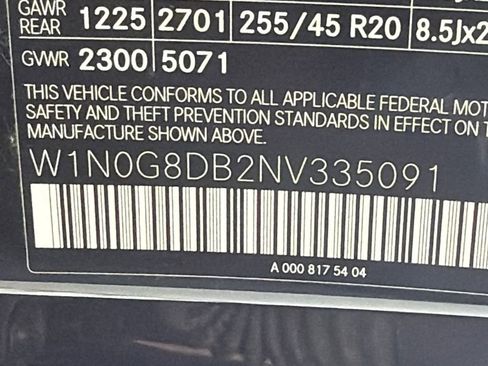 GAWR
REAR 1225 2701 255/45 R20 8.5Jx2
GVWR 2300 5071
THIS VEHICLE CONFORMS TO ALL APPLICABLE FEDERAL MOT
SAFETY AND THEFT PREVENTION STANDARDS IN EFFECT ON T
MANUFACTURE SHOWN ABOVE.
W1N0G8DB2NV335091
A 000 817 54 04